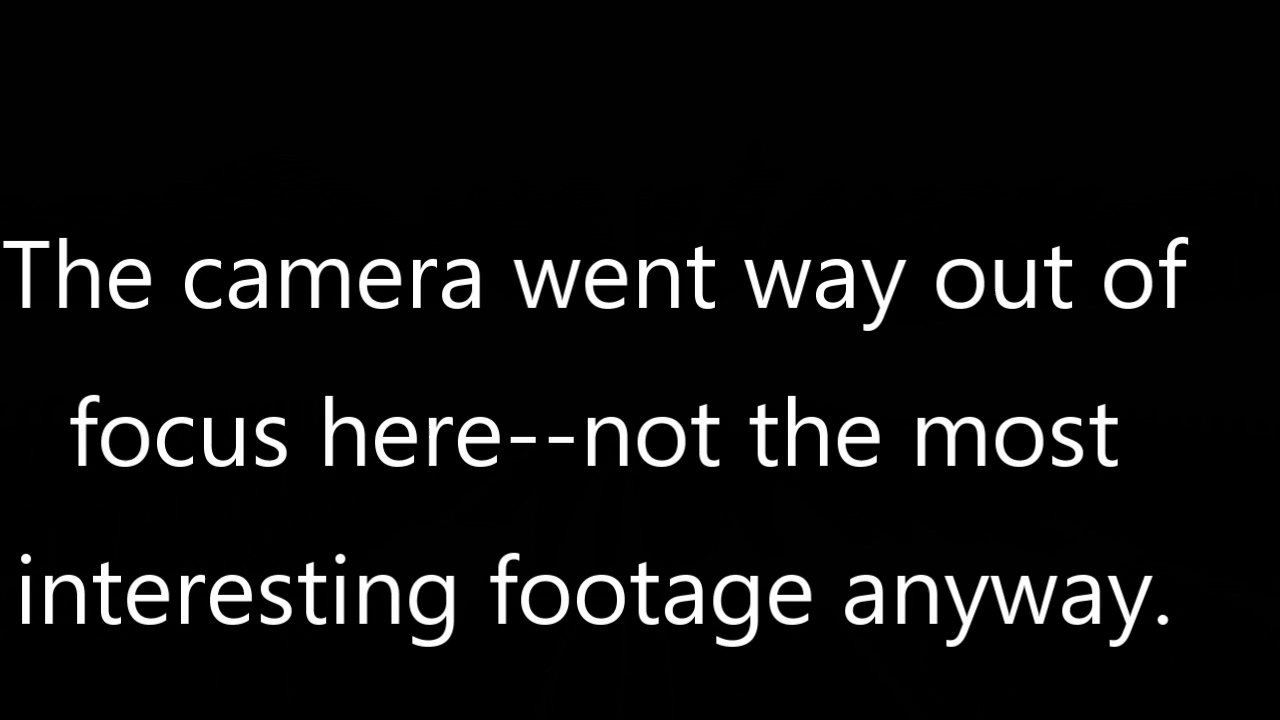 The camera went way out of
focus here--not the most
interesting footage anyway.